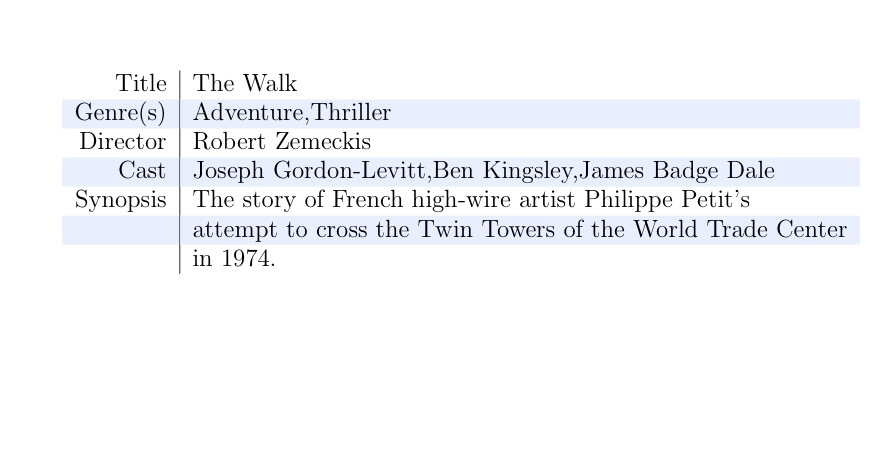 Title The Walk
Genre(s) Adventure,Thriller
Director Robert Zemeckis
Cast Joseph Gordon-Levitt,Ben Kingsley,James Badge Dale
Synopsis The story of French high-wire artist Philippe Petit's
attempt to cross the Twin Towers of the World Trade Center
in 1974.